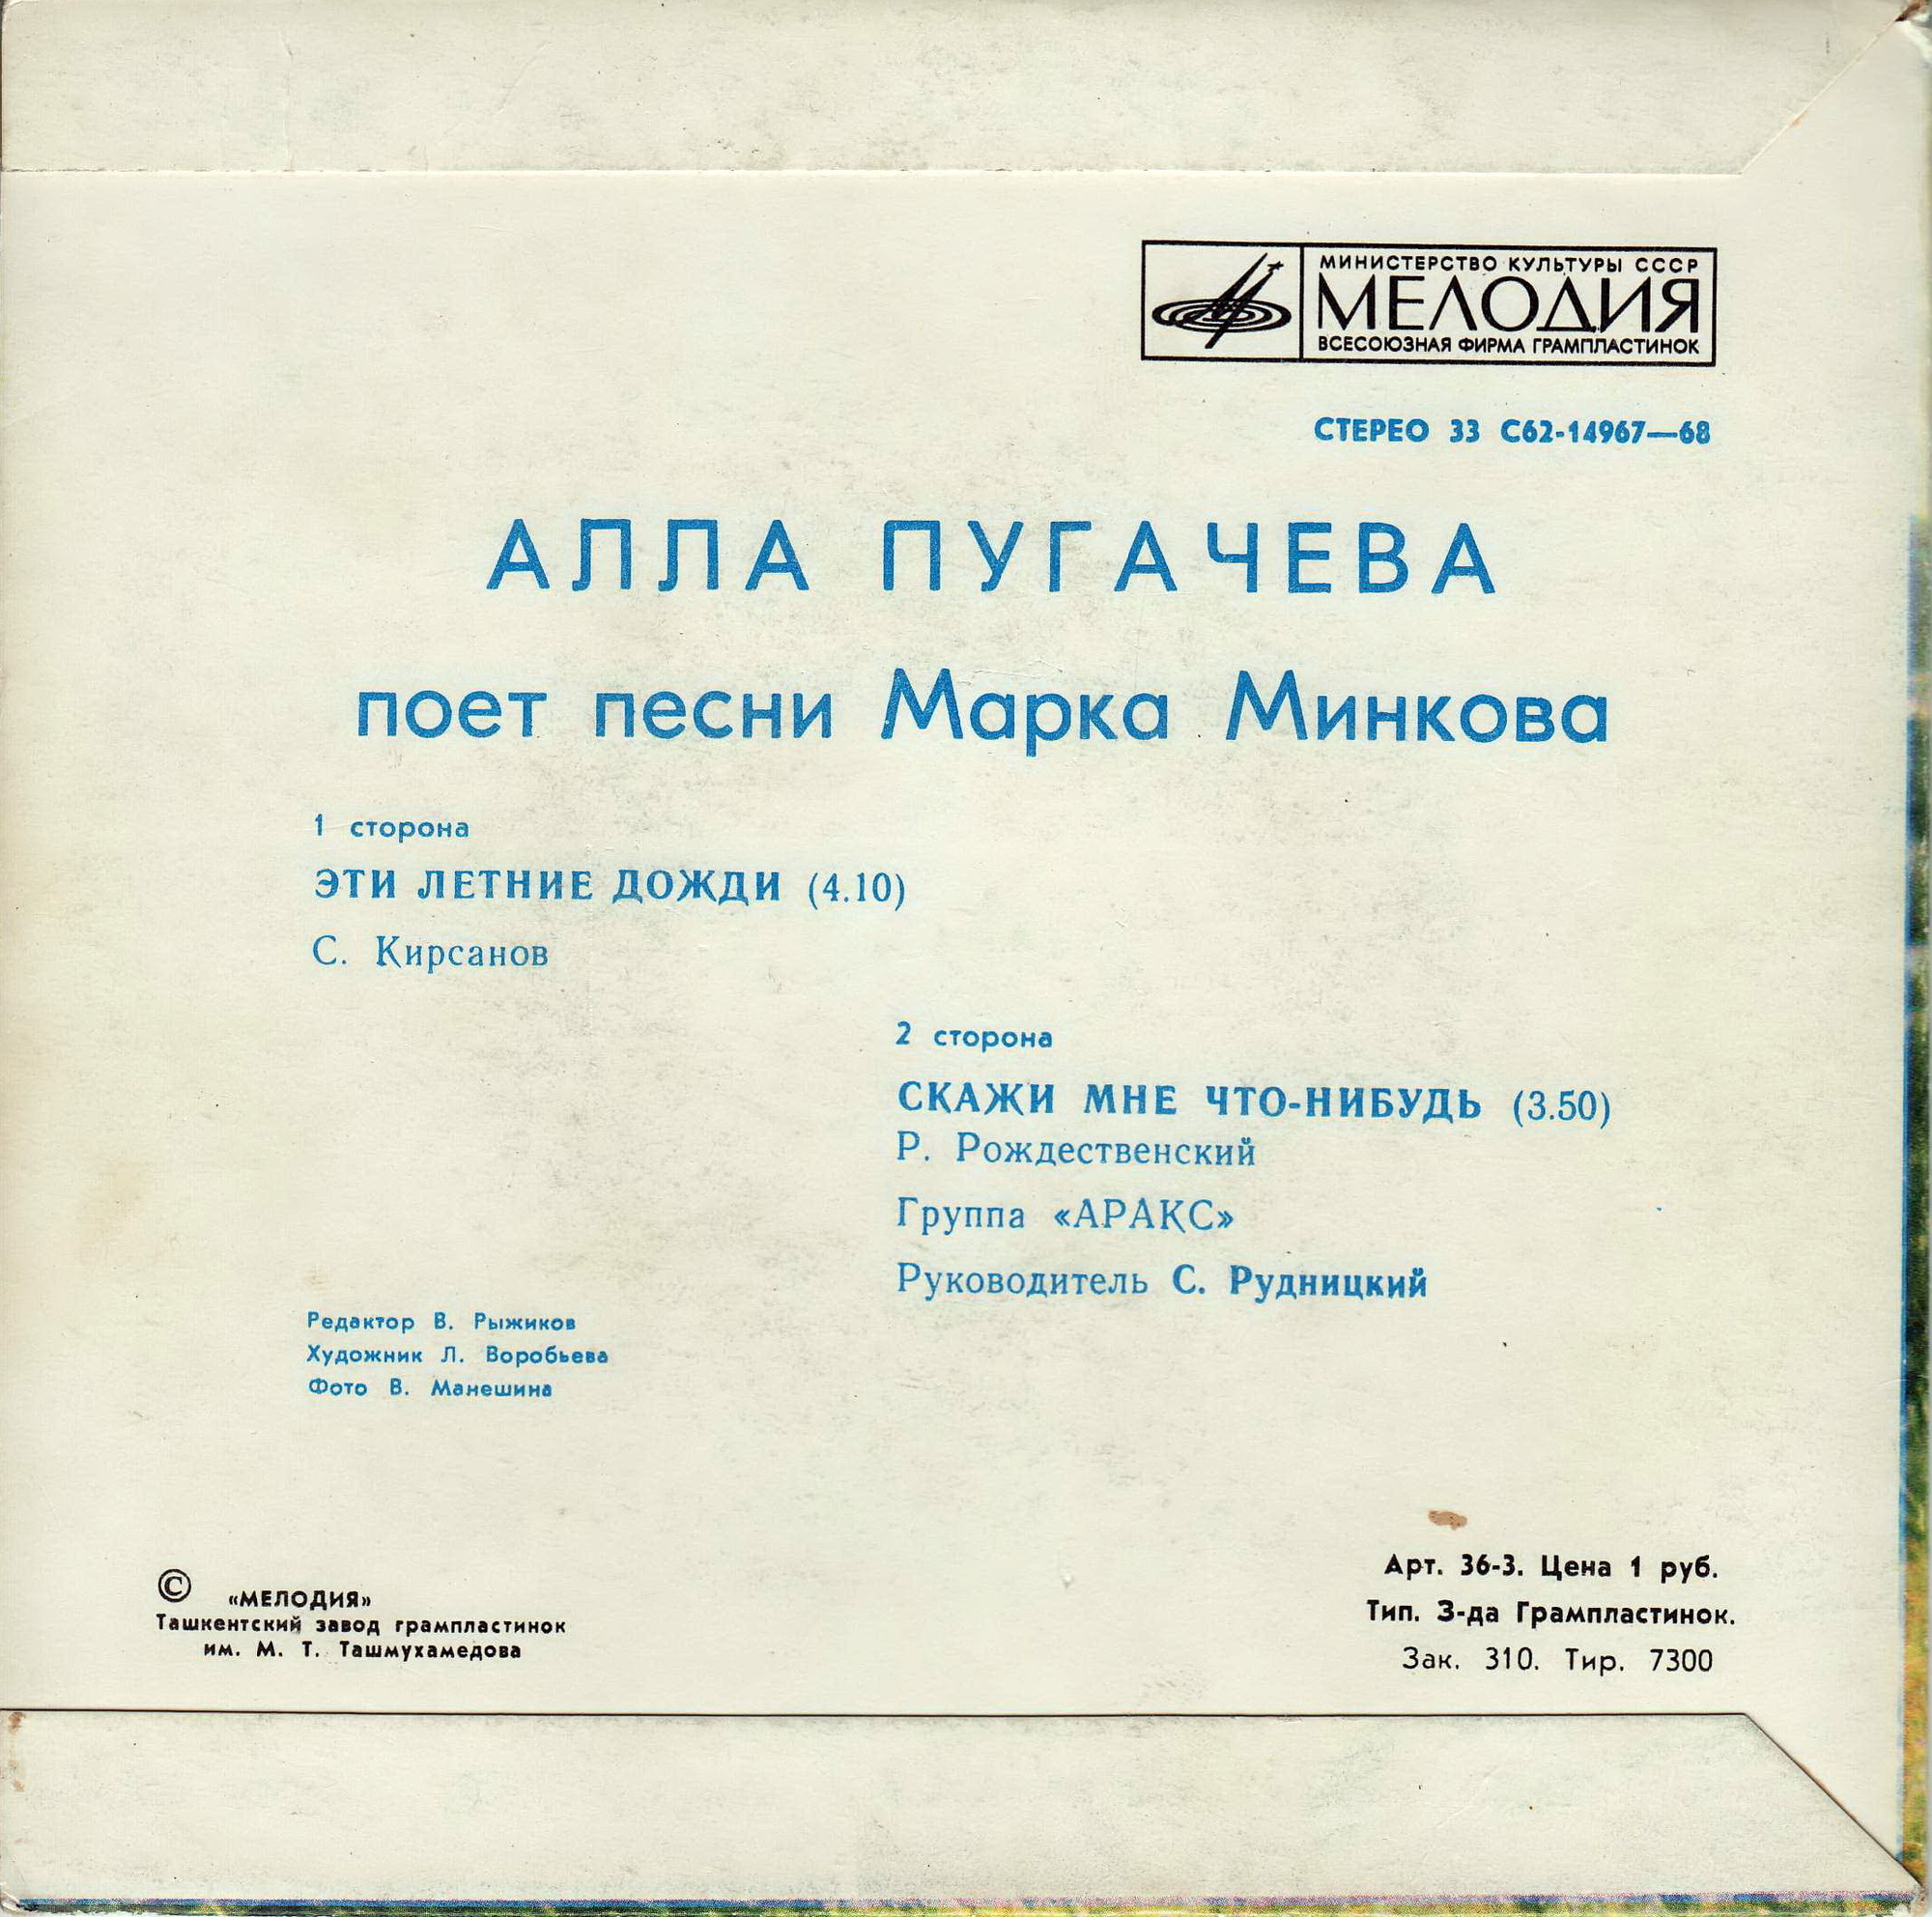 МИНИСТЕРСТВО КУЛЬТУРЫ СССР
МЕЛОДИЯ
ВСЕСОЮЗНАЯ ФИРМА ГРАМПЛАСТИНОК
СТЕРЕО 33 С62-14967—68
АЛЛА ПУГАЧЕВА
поет песни Марка Минкова
1 сторона
ЭТИ ЛЕТНИЕ ДОЖДИ (4.10)
С. Кирсанов
2 сторона
СКАЖИ МНЕ ЧТО-НИБУДЬ (3.50)
Р. Рождественский
Группа «АРАКС»
Руководитель С. Рудницкий
Редактор В. Рыжиков
Художник Л. Воробьева
Фото В. Манешина
© «МЕЛОДИЯ»
Ташкентский завод грампластинок
им. М. Т. Ташмухамедова
Арт. 36-3. Цена 1 руб.
Тип. З-да Грампластинок.
Зак. 310. Тир. 7300